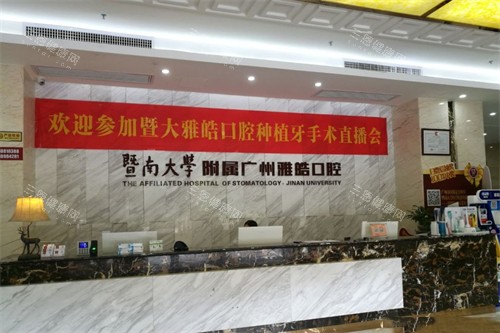 欢迎参加暨大雅皓口腔种植牙手术直播会
暨南大学 附属广州雅皓口腔
THE AFFILIATED HOSPITAL OF STOMATOLOGY · JINAN UNIVERSITY